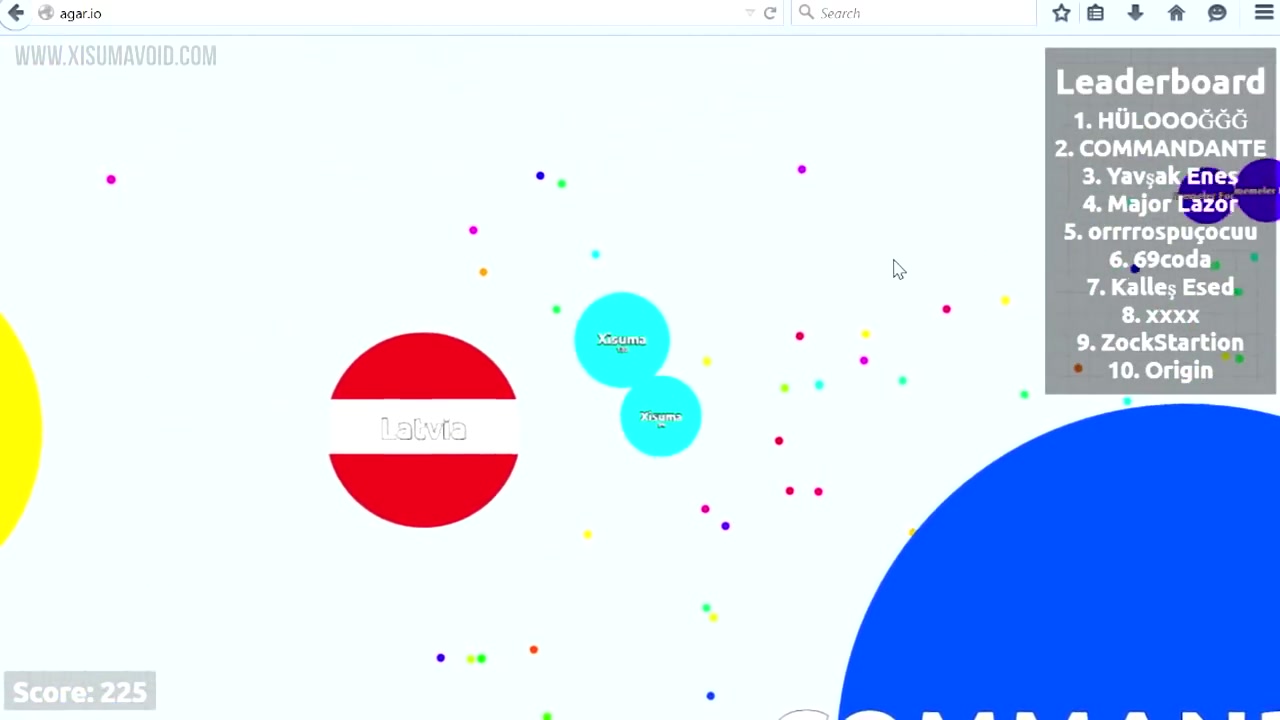 agar.io
Search
WWW.XISUMAVOID.COM
Leaderboard
1. HÜLOOOĞĞĞ
2. COMMANDANTE
3. Yavşak Enes
4. Major Lazor
5. orrrrospuçocuu
6. 69coda
7. Kalleş Esed
8. xxxx
9. ZockStartion
10. Origin
Xisuma
Latvia
Xisuma
Score: 225